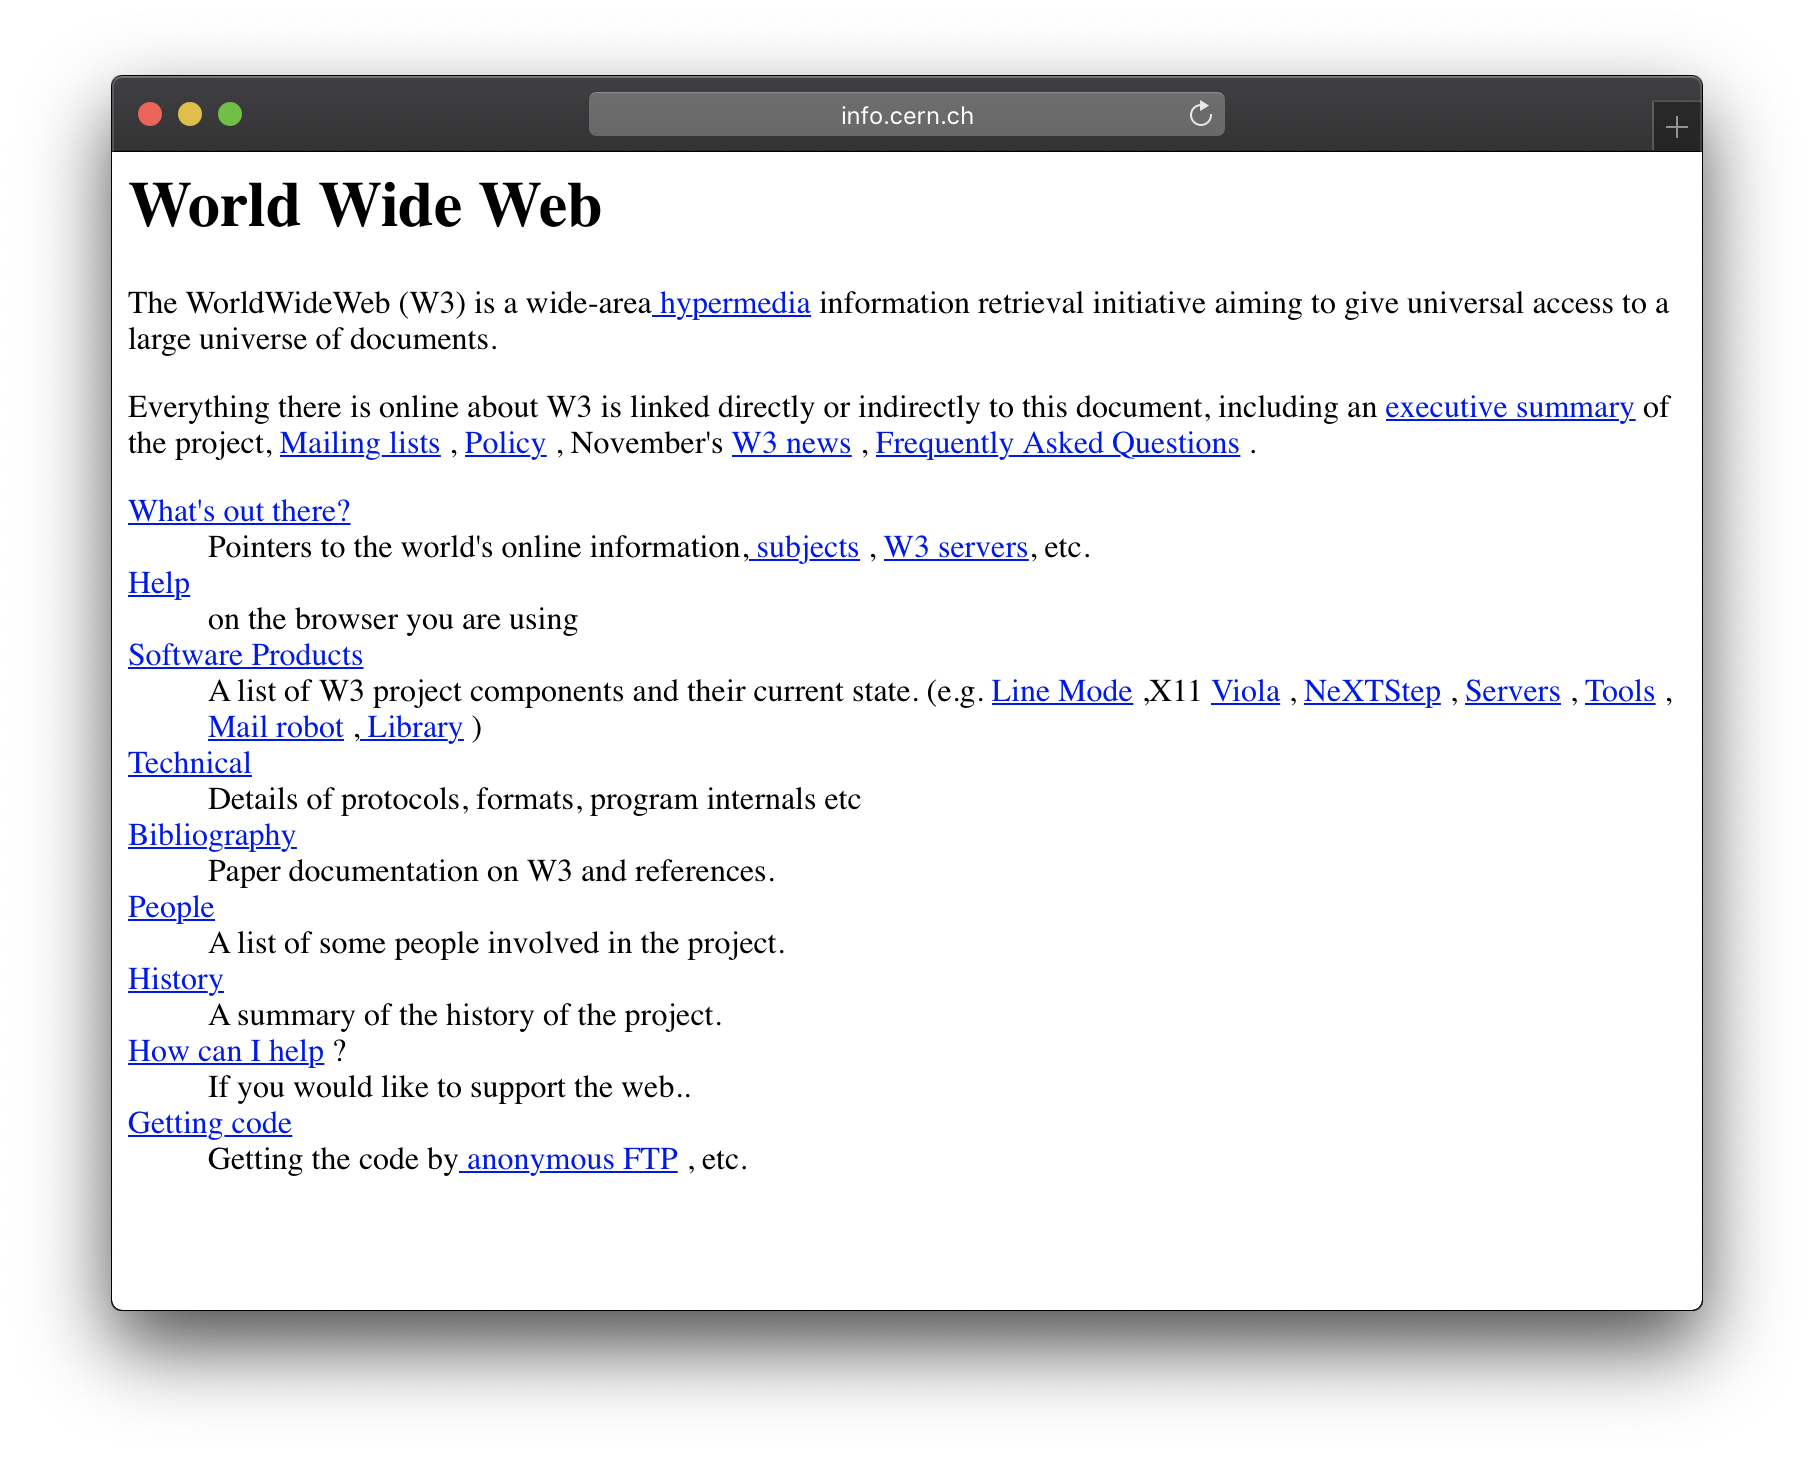 info.cern.ch
World Wide Web
The WorldWideWeb (W3) is a wide-area hypermedia information retrieval initiative aiming to give universal access to a
large universe of documents.
Everything there is online about W3 is linked directly or indirectly to this document, including an executive summary of
the project, Mailing lists , Policy , November's W3 news , Frequently Asked Questions .
What's out there?
Pointers to the world's online information, subjects , W3 servers, etc.
Help
on the browser you are using
Software Products
A list of W3 project components and their current state. (e.g. Line Mode ,X11 Viola , NeXTStep , Servers , Tools ,
Mail robot , Library )
Technical
Details of protocols, formats, program internals etc
Bibliography
Paper documentation on W3 and references.
People
A list of some people involved in the project.
History
A summary of the history of the project.
How can I help ?
If you would like to support the web..
Getting code
Getting the code by anonymous FTP , etc.